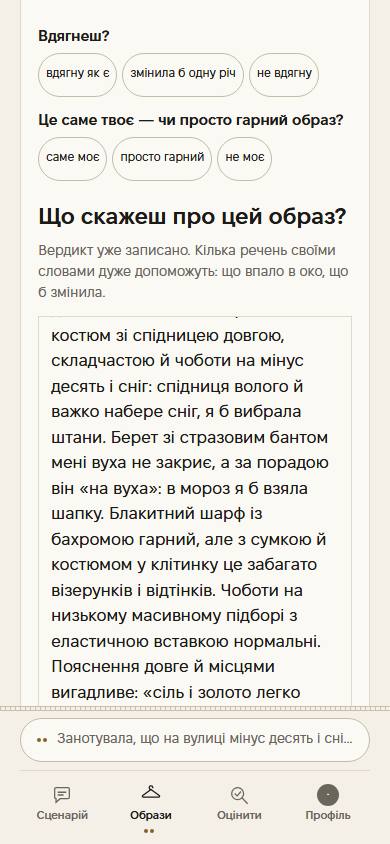 Вдягнеш?
вдягну як є
змінила б одну річ
не вдягну
Це саме твоє — чи просто гарний образ?
саме моє
просто гарний
не моє
Що скажеш про цей образ?
Вердикт уже записано. Кілька речень своїми
словами дуже допоможуть: що впало в око, що
б змінила.
костюм зі спідницею довгою,
складчастою й чоботи на мінус
десять і сніг: спідниця волого й
важко набере сніг, я б вибрала
штани. Берет зі стразовим бантом
мені вуха не закриє, а за порадою
він «на вуха»: в мороз я б взяла
шапку. Блакитний шарф із
бахромою гарний, але з сумкою й
костюмом у клітинку це забагато
візерунків і відтінків. Чоботи на
низькому масивному підборі з
еластичною вставкою нормальні.
Пояснення довге й місцями
вигадливе: «сіль і золото легко
Занотувала, що на вулиці мінус десять і сні...
Сценарій
Образи
Оцінити
Профіль